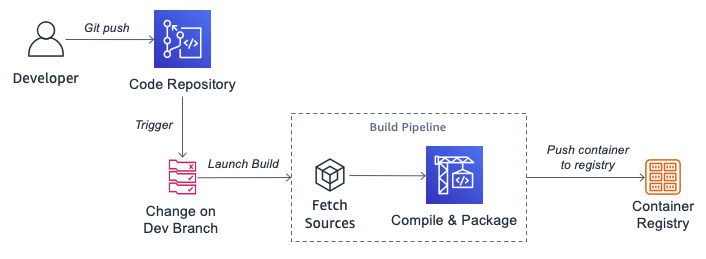 Git push
Developer
Code Repository
Trigger
Build Pipeline
Launch Build
Push container
to registry
Change on
Dev Branch
Fetch
Sources
Compile & Package
Container
Registry